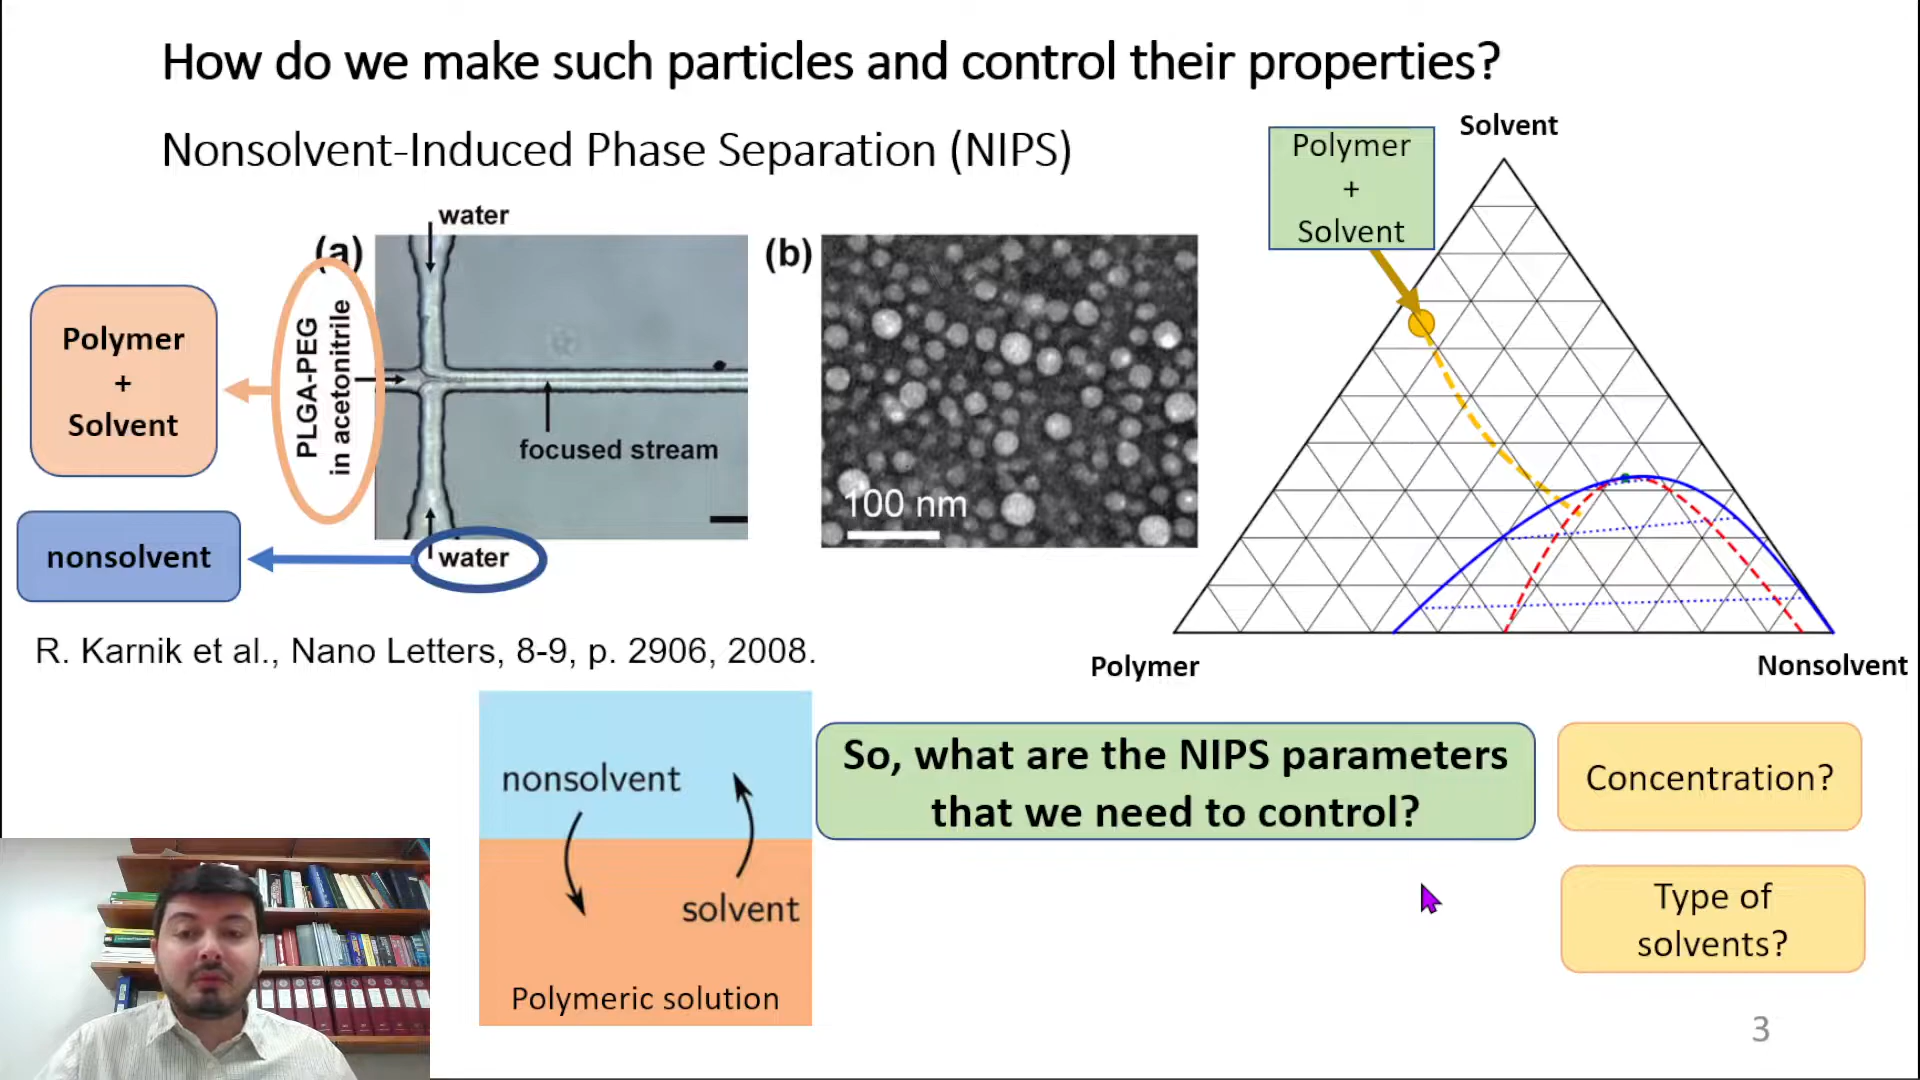 How do we make such particles and control their properties?
Nonsolvent-Induced Phase Separation (NIPS)
Polymer
+
Solvent
nonsolvent
(a)
water
PLGA-PEG
in acetonitrile
focused stream
water
(b)
100 nm
R. Karnik et al., Nano Letters, 8-9, p. 2906, 2008.
Polymer
+
Solvent
Solvent
Polymer
Nonsolvent
nonsolvent
solvent
Polymeric solution
So, what are the NIPS parameters
that we need to control?
Concentration?
Type of
solvents?
3